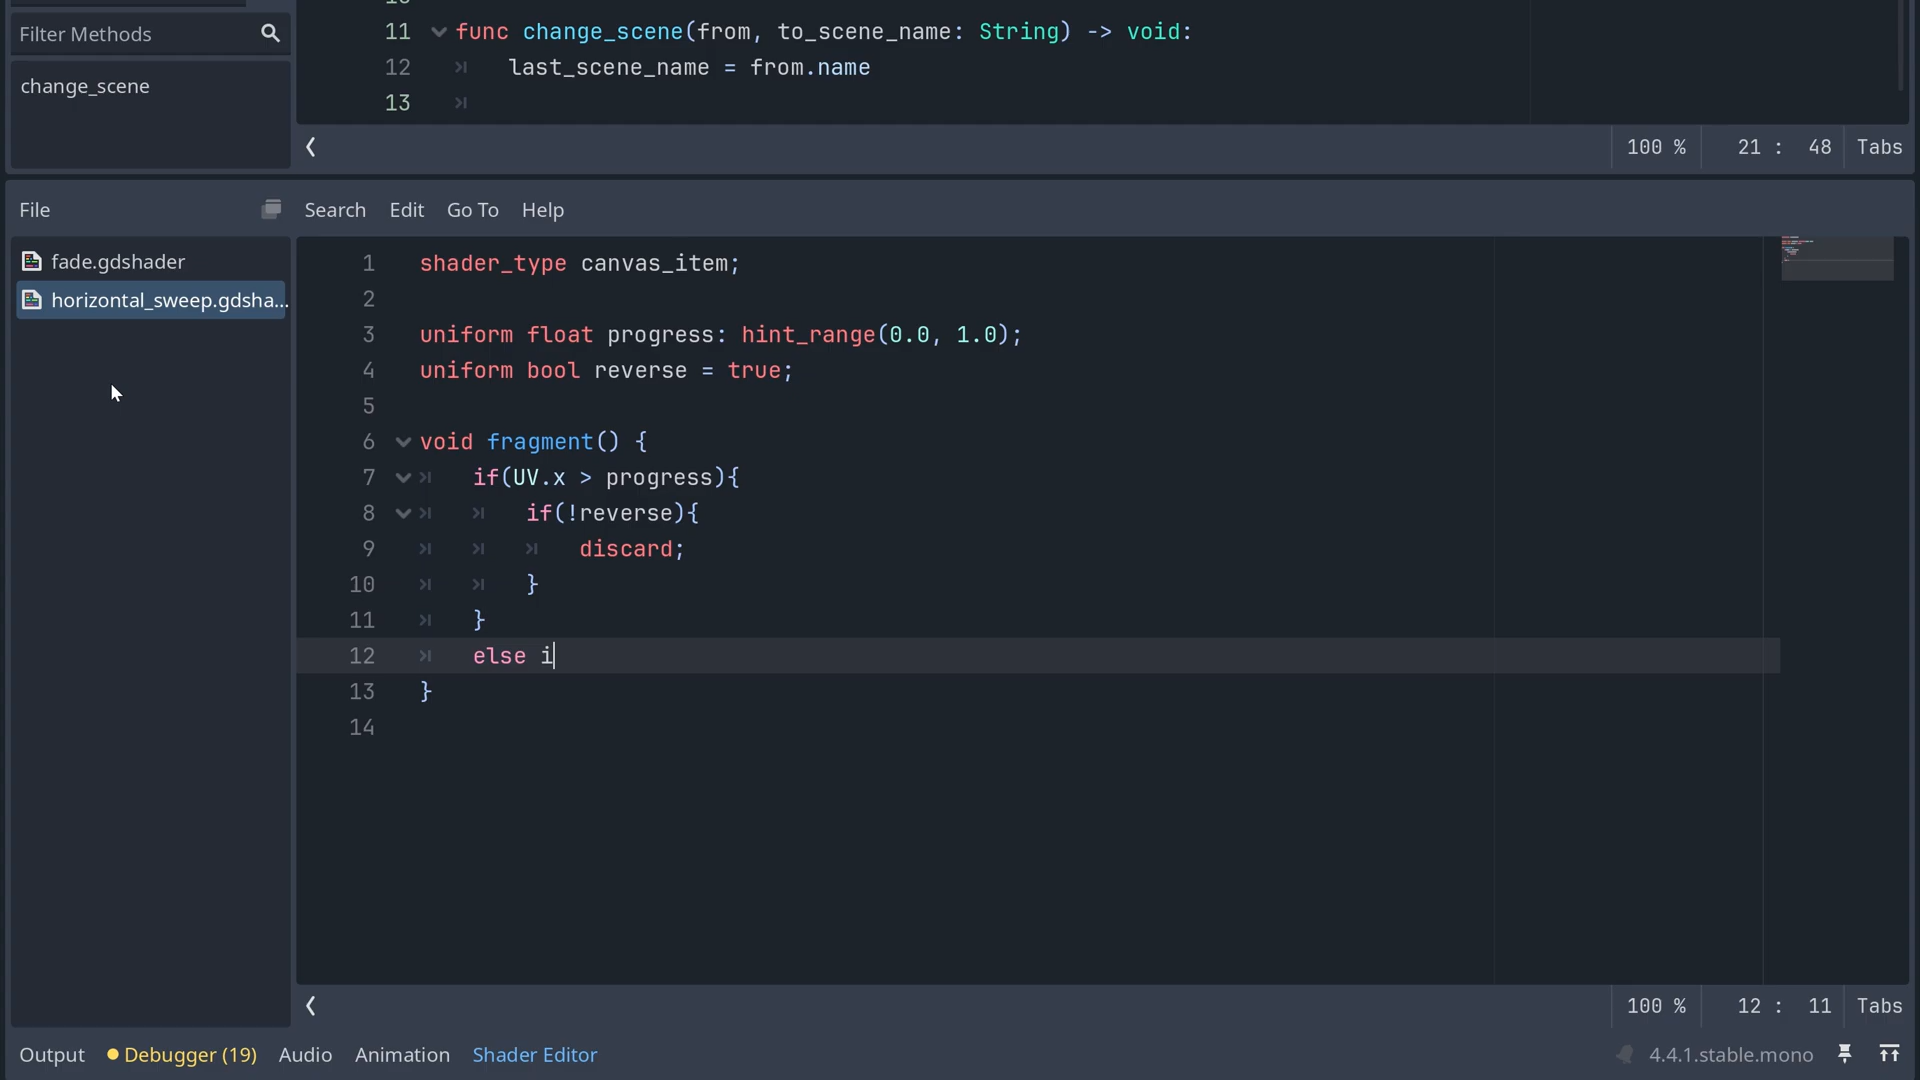 Filter Methods
change_scene
11 func change_scene(from, to_scene_name: String) -> void:
12 last_scene_name = from.name
13
100 % 21 : 48 Tabs
File Search Edit Go To Help
fade.gdshader
horizontal_sweep.gdsha...
1 shader_type canvas_item;
2
3 uniform float progress: hint_range(0.0, 1.0);
4 uniform bool reverse = true;
5
6 void fragment() {
7 if(UV.x > progress){
8 if(!reverse){
9 discard;
10 }
11 }
12 else i
13 }
14
100 % 12 : 11 Tabs
Output Debugger (19) Audio Animation Shader Editor 4.4.1.stable.mono